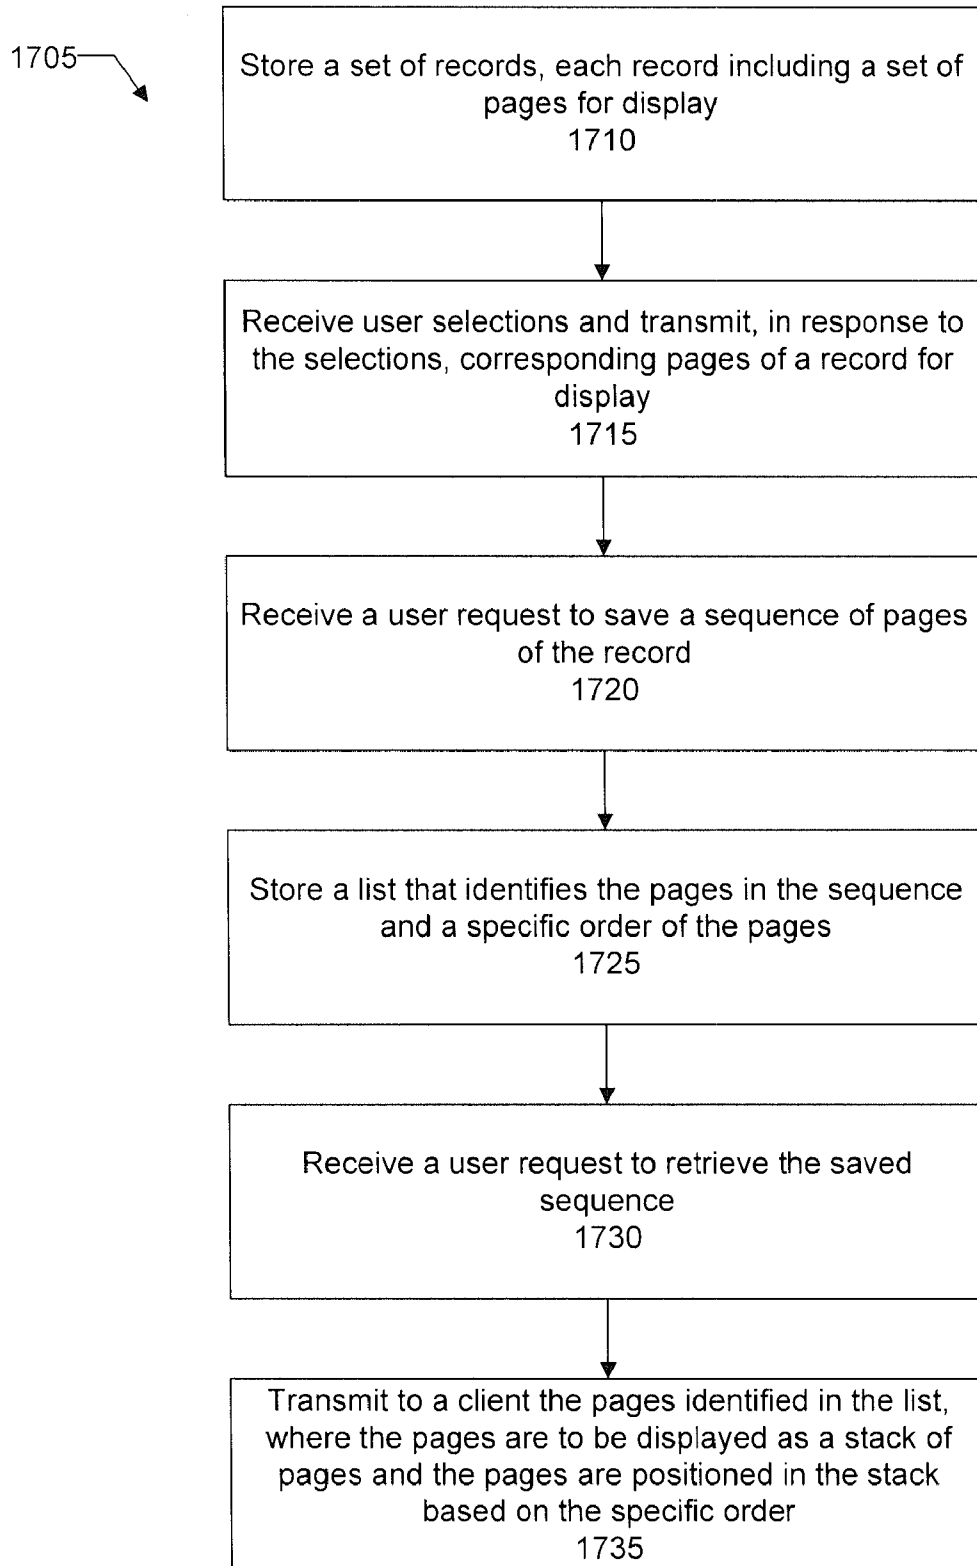 1705
Store a set of records, each record including a set of
pages for display
1710
Receive user selections and transmit, in response to
the selections, corresponding pages of a record for
display
1715
Receive a user request to save a sequence of pages
of the record
1720
Store a list that identifies the pages in the sequence
and a specific order of the pages
1725
Receive a user request to retrieve the saved
sequence
1730
Transmit to a client the pages identified in the list,
where the pages are to be displayed as a stack of
pages and the pages are positioned in the stack
based on the specific order
1735